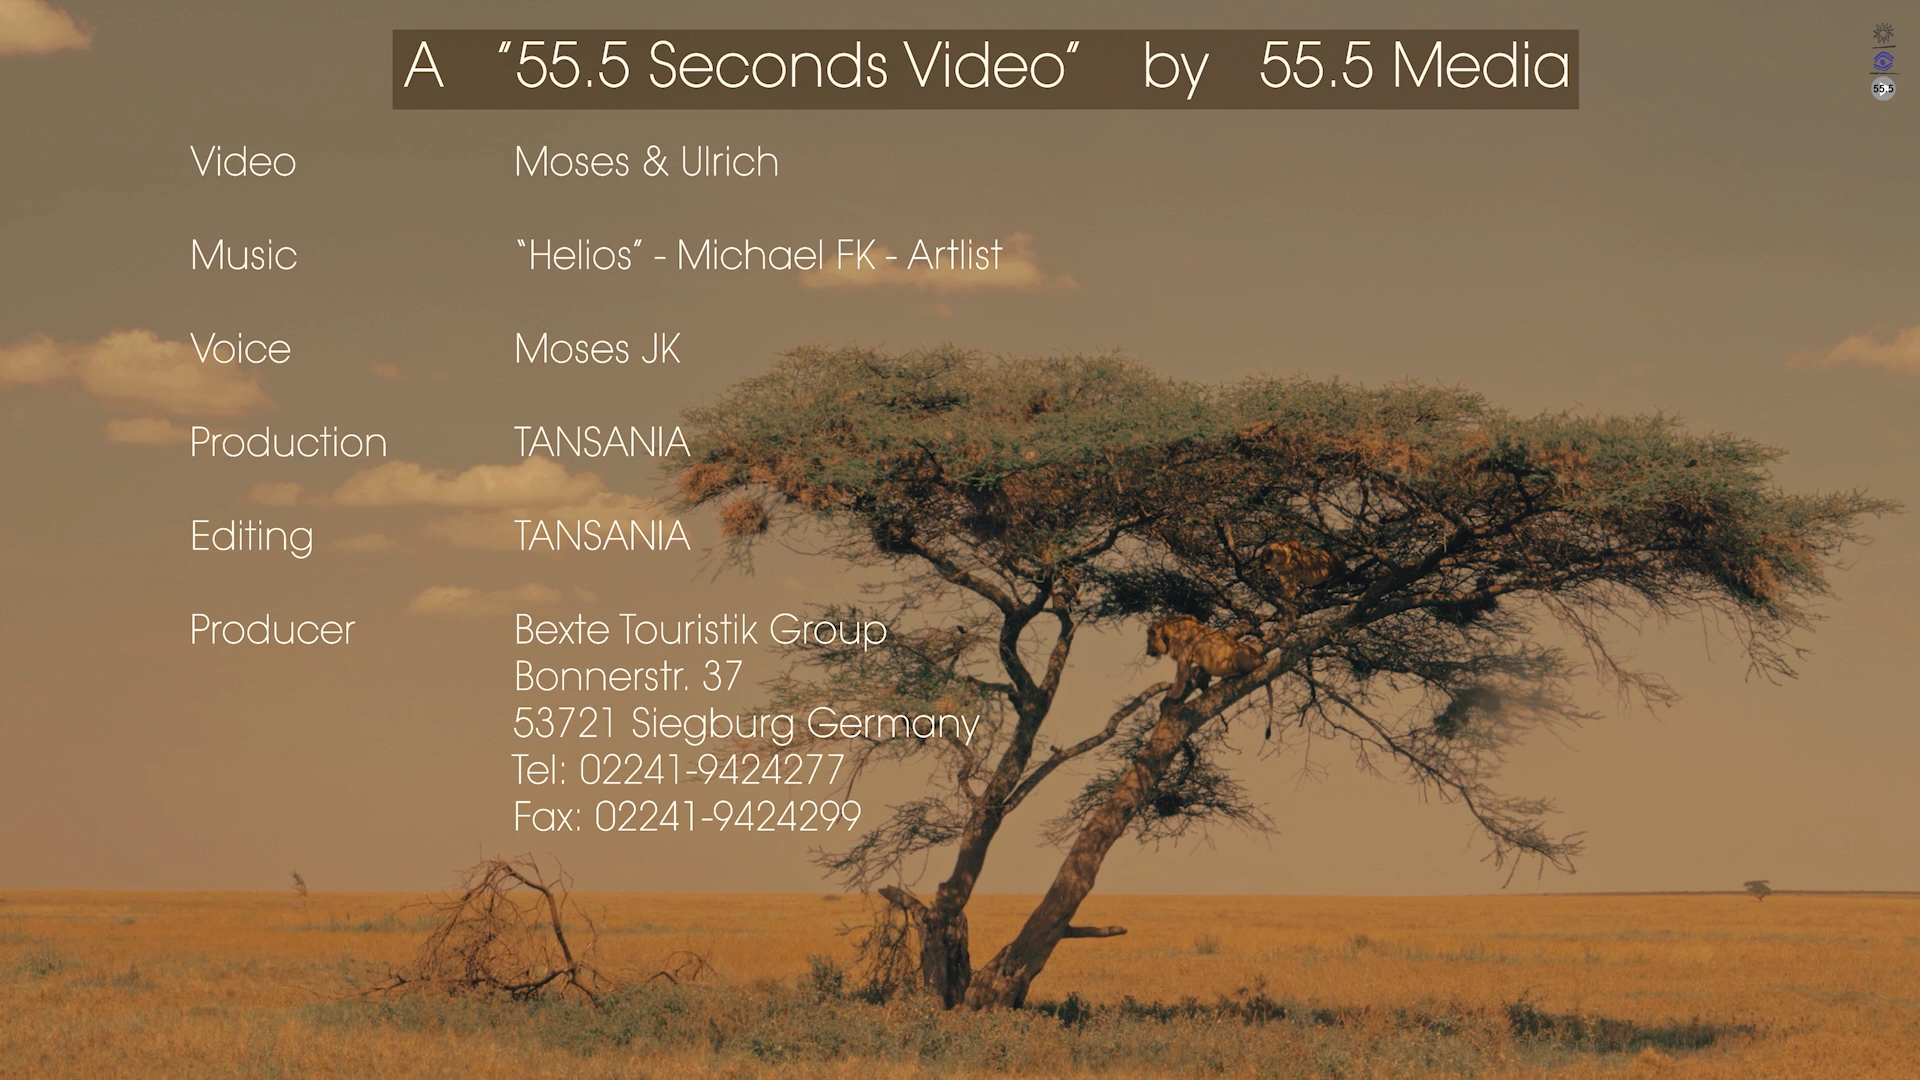 A “55.5 Seconds Video” by 55.5 Media
55.5
Video Moses & Ulrich
Music “Helios” - Michael FK - Artlist
Voice Moses JK
Production TANSANIA
Editing TANSANIA
Producer Bexte Touristik Group
Bonnerstr. 37
53721 Siegburg Germany
Tel: 02241-9424277
Fax: 02241-9424299